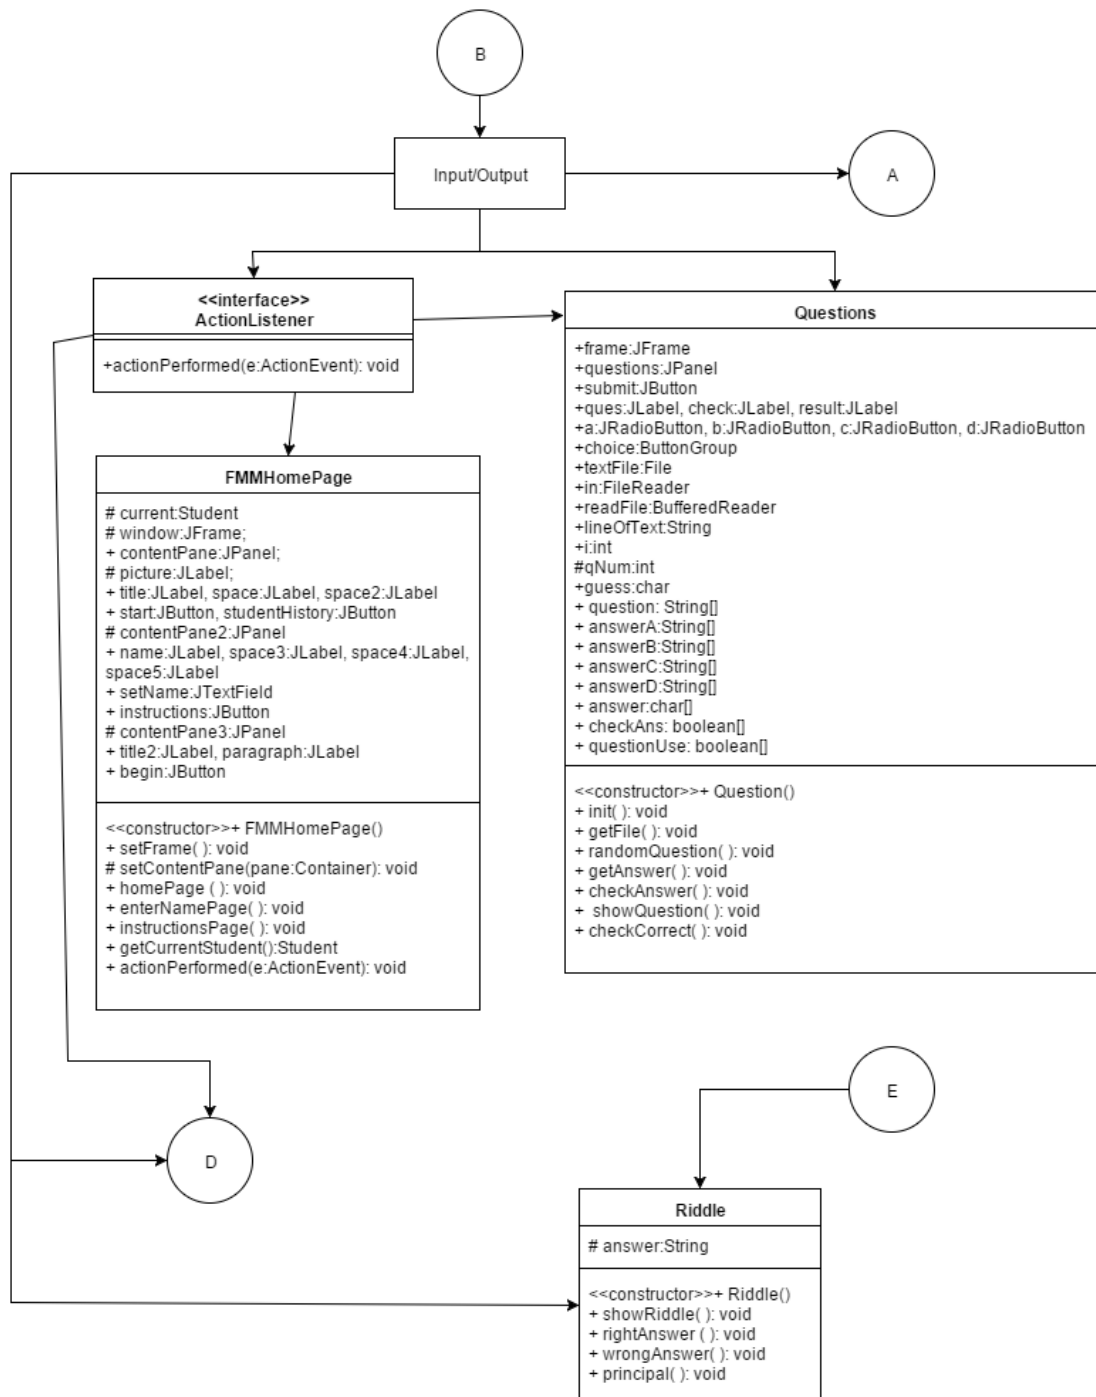 B
Input/Output
A
<<interface>>
ActionListener
+actionPerformed(e:ActionEvent): void
Questions
+frame:JFrame
+questions:JPanel
+submit:JButton
+ques:JLabel, check:JLabel, result:JLabel
+a:JRadioButton, b:JRadioButton, c:JRadioButton, d:JRadioButton
+choice:ButtonGroup
+textFile:File
+in:FileReader
+readFile:BufferedReader
+lineOfText:String
+i:int
#qNum:int
+guess:char
+ question: String[]
+ answerA:String[]
+ answerB:String[]
+ answerC:String[]
+ answerD:String[]
+ answer:char[]
+ checkAns: boolean[]
+ questionUse: boolean[]
<<constructor>>+ Question()
+ init( ): void
+ getFile( ): void
+ randomQuestion( ): void
+ getAnswer( ): void
+ checkAnswer( ): void
+ showQuestion( ): void
+ checkCorrect( ): void
FMMHomePage
# current:Student
# window:JFrame;
+ contentPane:JPanel;
# picture:JLabel;
+ title:JLabel, space:JLabel, space2:JLabel
+ start:JButton, studentHistory:JButton
# contentPane2:JPanel
+ name:JLabel, space3:JLabel, space4:JLabel,
space5:JLabel
+ setName:JTextField
+ instructions:JButton
# contentPane3:JPanel
+ title2:JLabel, paragraph:JLabel
+ begin:JButton
<<constructor>>+ FMMHomePage()
+ setFrame( ): void
# setContentPane(pane:Container): void
+ homePage ( ): void
+ enterNamePage( ): void
+ instructionsPage( ): void
+ getCurrentStudent():Student
+ actionPerformed(e:ActionEvent): void
E
D
Riddle
# answer:String
<<constructor>>+ Riddle()
+ showRiddle( ): void
+ rightAnswer ( ): void
+ wrongAnswer( ): void
+ principal( ): void